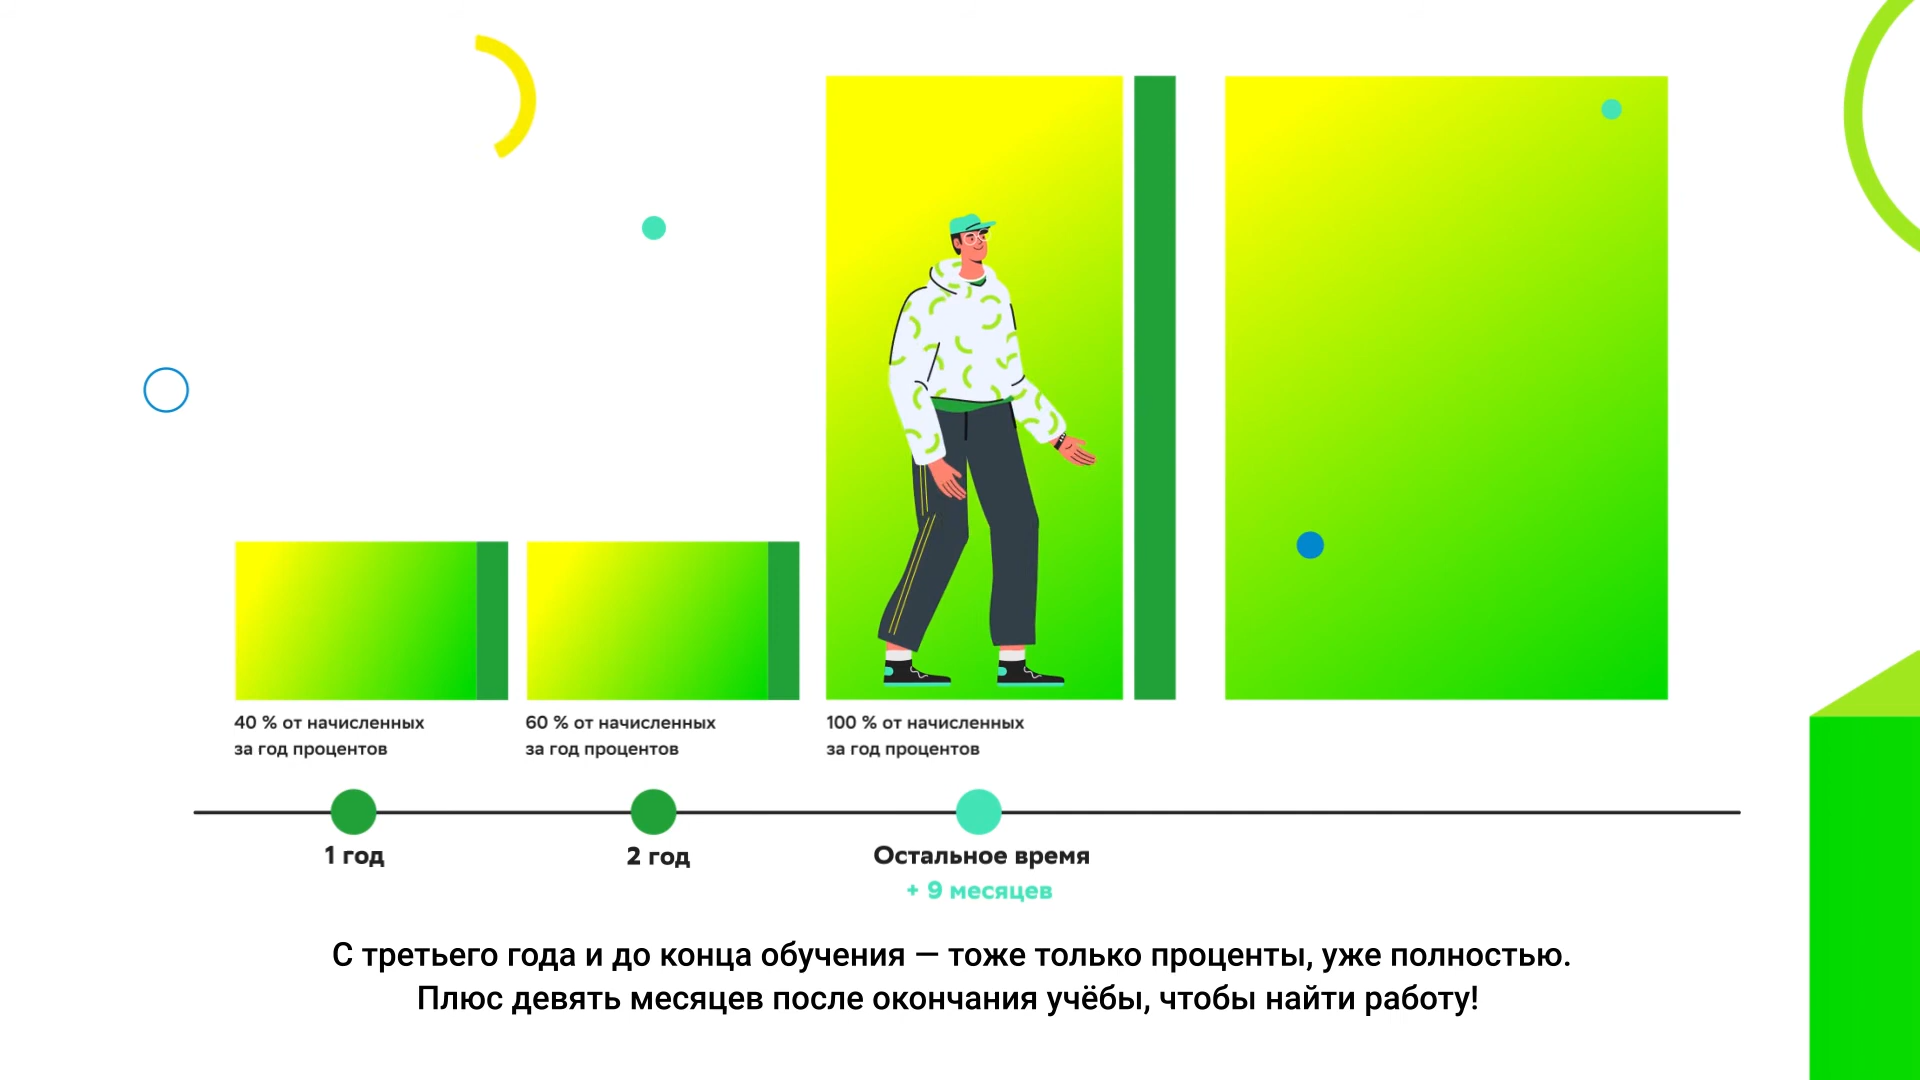 40 % от начисленных
за год процентов
60 % от начисленных
за год процентов
100 % от начисленных
за год процентов
1 год
2 год
Остальное время
+ 9 месяцев
С третьего года и до конца обучения — тоже только проценты, уже полностью.
Плюс девять месяцев после окончания учёбы, чтобы найти работу!